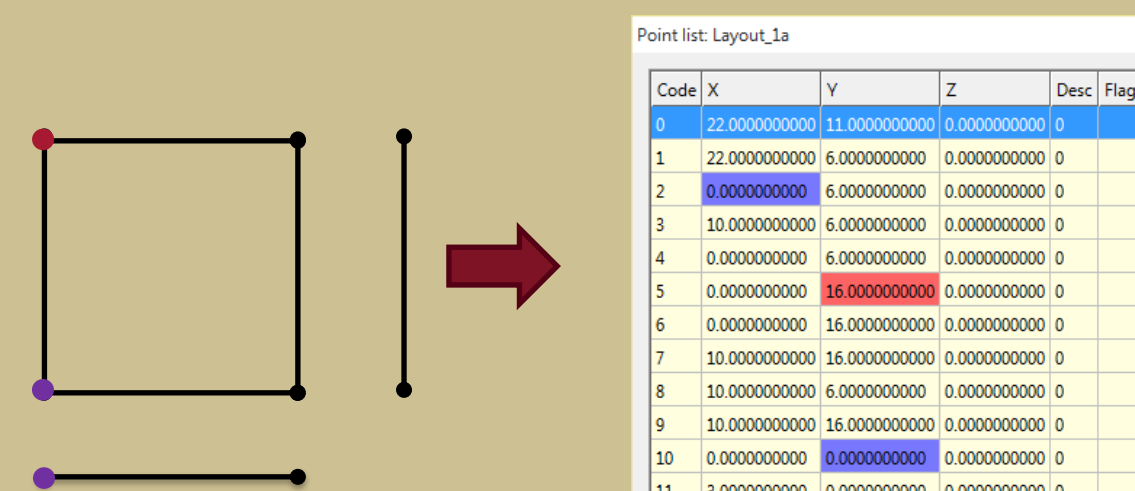 Point list: Layout_1a
Code X Y Z Desc Flag
0 22.0000000000 11.0000000000 0.0000000000 0
1 22.0000000000 6.0000000000 0.0000000000 0
2 0.0000000000 6.0000000000 0.0000000000 0
3 10.0000000000 6.0000000000 0.0000000000 0
4 0.0000000000 6.0000000000 0.0000000000 0
5 0.0000000000 16.0000000000 0.0000000000 0
6 0.0000000000 16.0000000000 0.0000000000 0
7 10.0000000000 16.0000000000 0.0000000000 0
8 10.0000000000 6.0000000000 0.0000000000 0
9 10.0000000000 16.0000000000 0.0000000000 0
10 0.0000000000 0.0000000000 0.0000000000 0